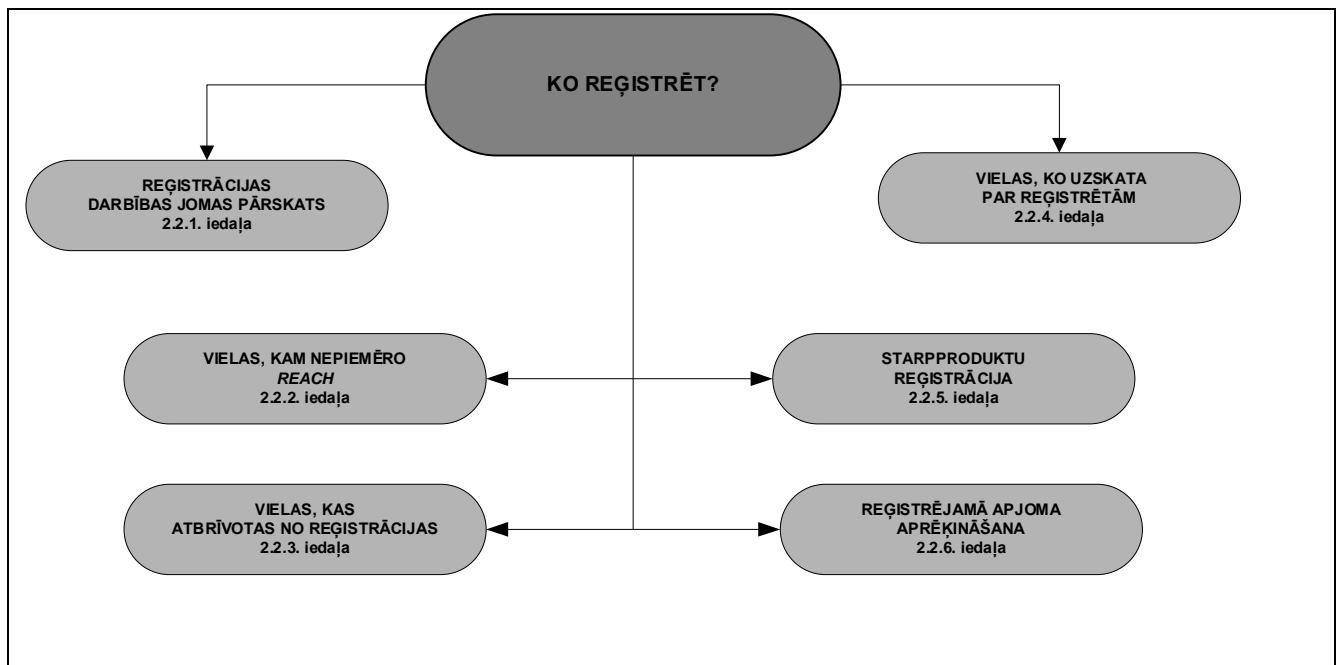 KO REĢISTRĒT?
REĢISTRĀCIJAS
DARBĪBAS JOMAS PĀRSKATS
2.2.1. iedaļa
VIELAS, KO UZSKATA
PAR REĢISTRĒTĀM
2.2.4. iedaļa
VIELAS, KAM NEPIEMĒRO
REACH
2.2.2. iedaļa
STARPPRODUKTU
REĢISTRĀCIJA
2.2.5. iedaļa
VIELAS, KAS
ATBRĪVOTAS NO REĢISTRĀCIJAS
2.2.3. iedaļa
REĢISTRĒJAMĀ APJOMA
APRĒĶINĀŠANA
2.2.6. iedaļa